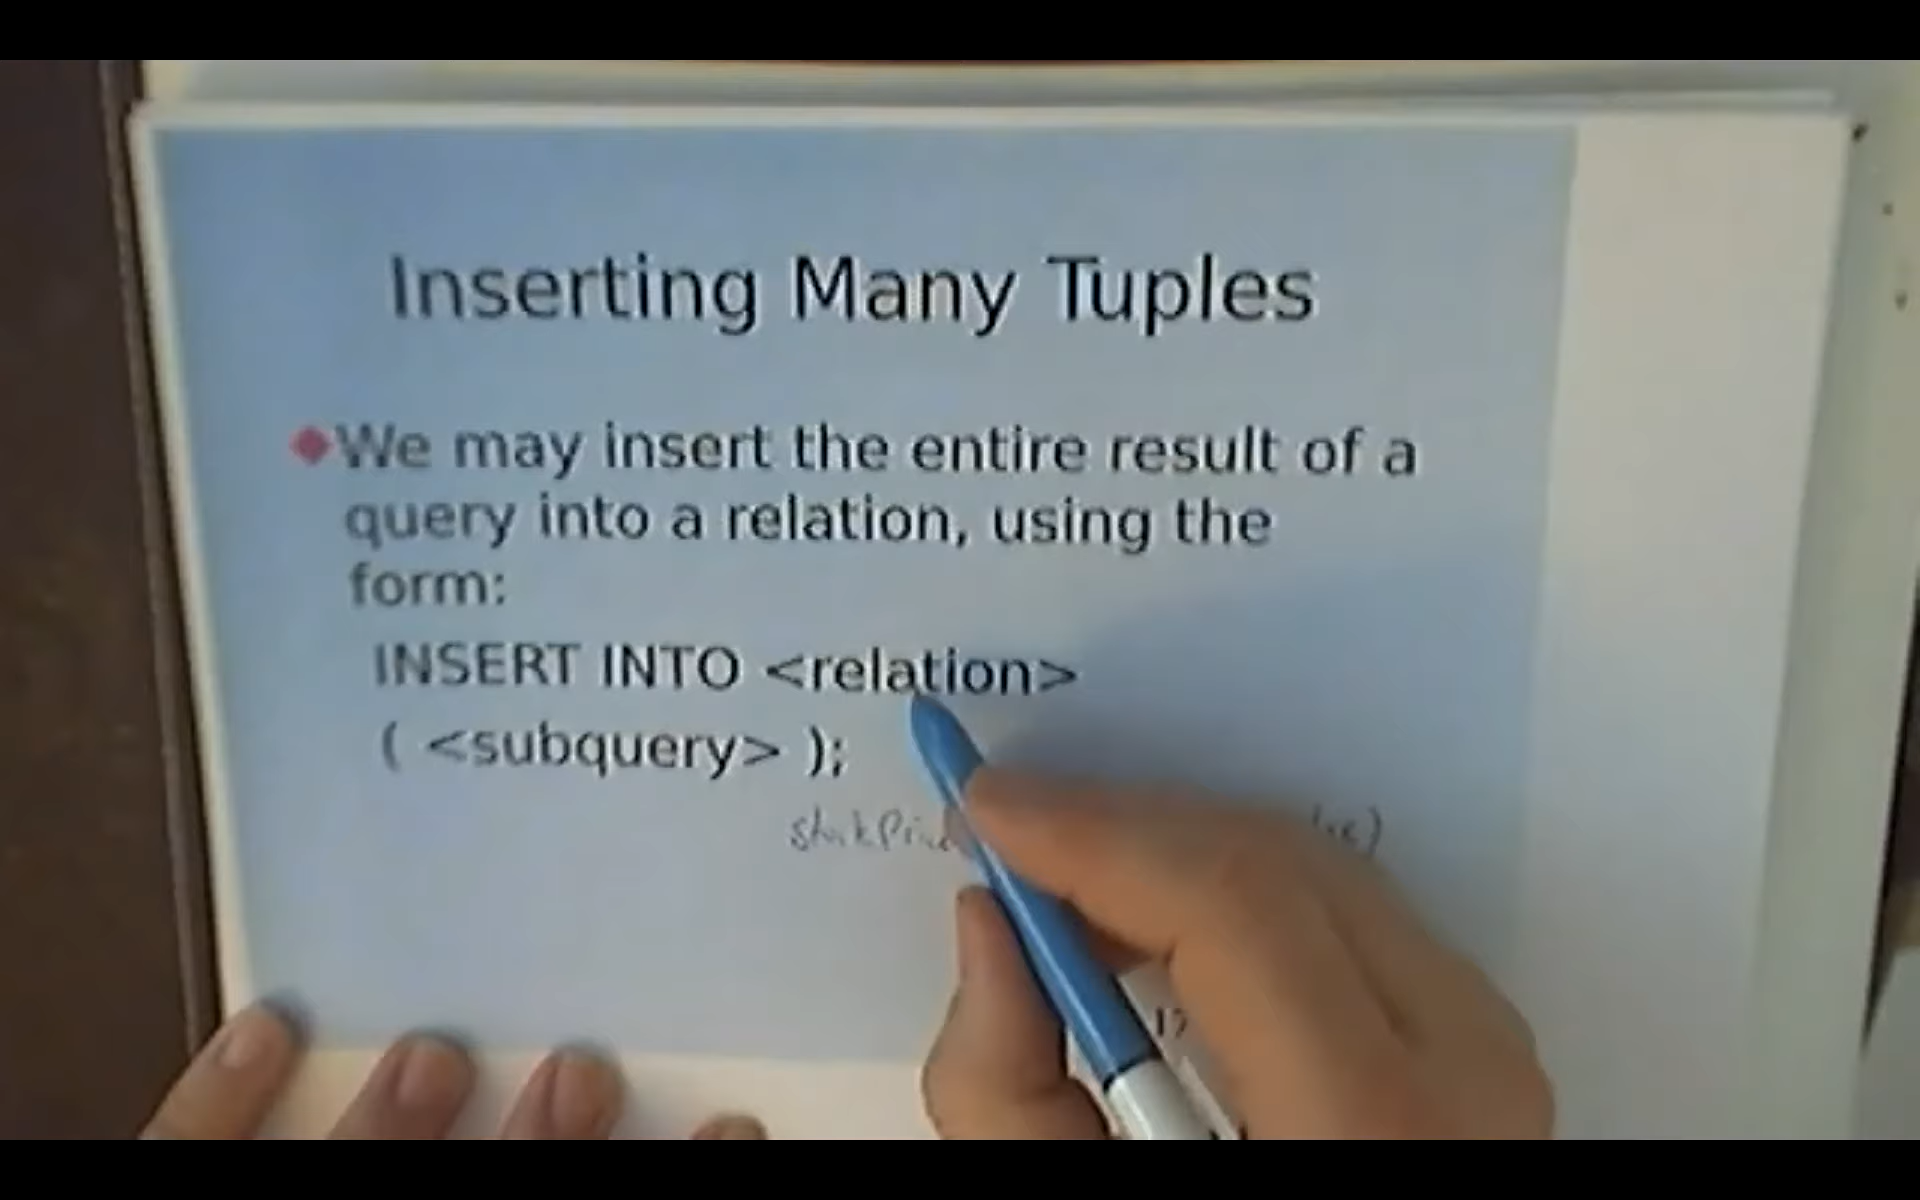 Inserting Many Tuples
We may insert the entire result of a
query into a relation, using the
form:
INSERT INTO <relation>
( <subquery> );
17